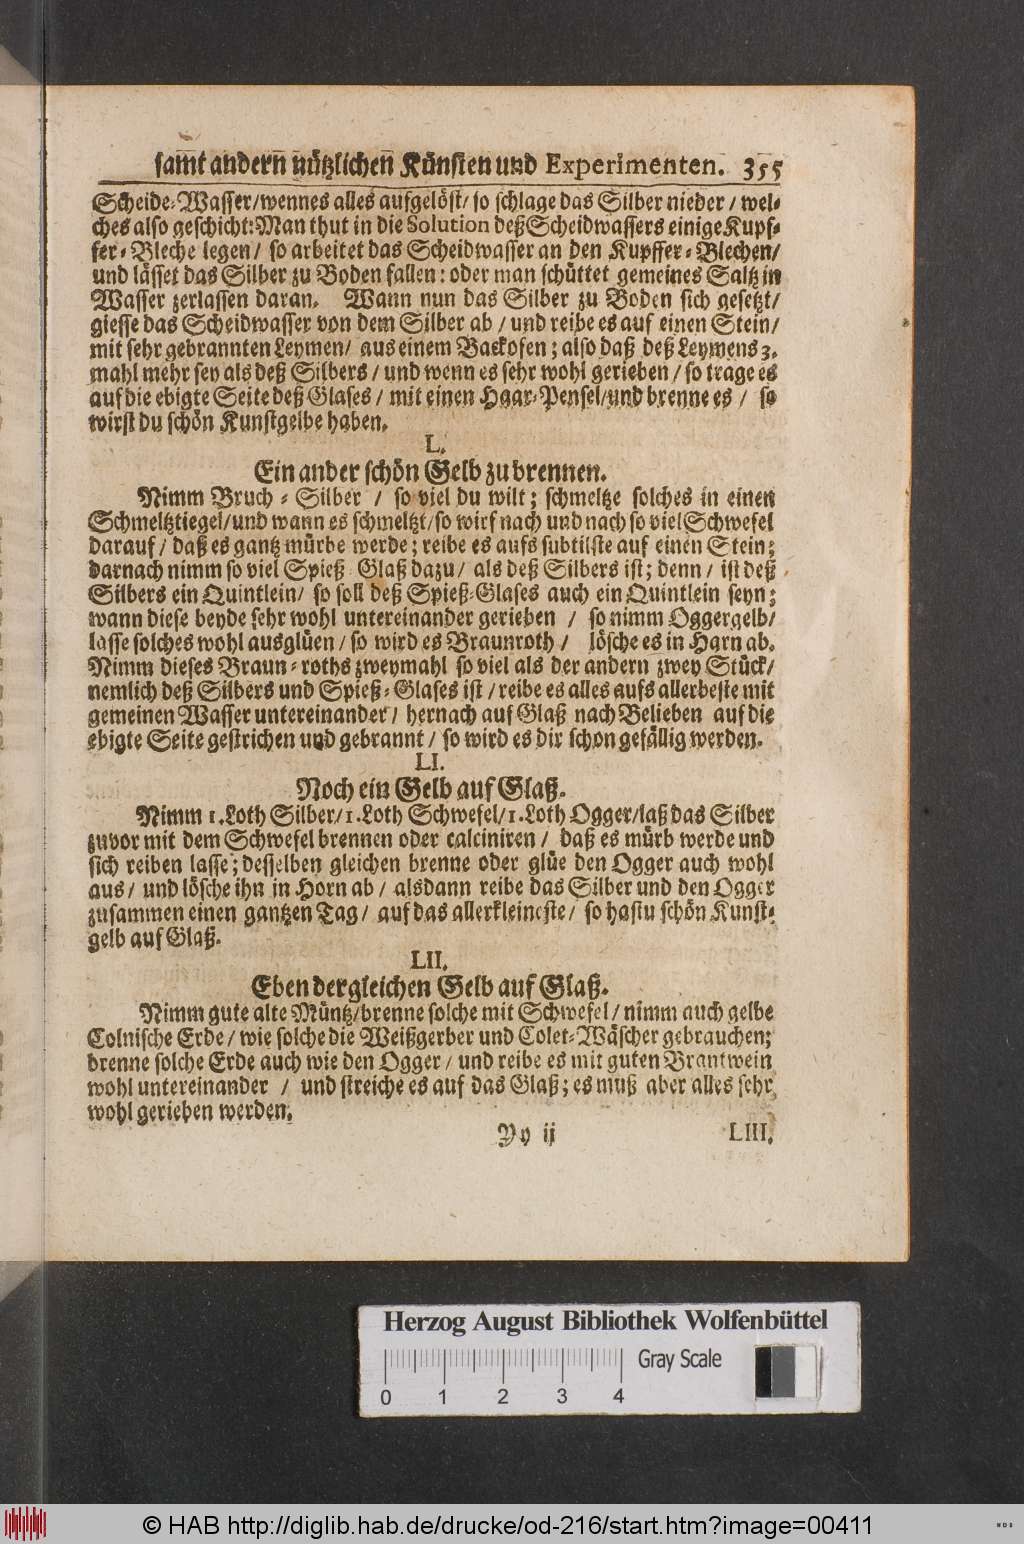 samt andern nützlichen Künsten und Experimenten. 355
Scheide-Wasser/wennes alles aufgelöst/ so schlage das Silber nieder / wel-
ches also geschicht: Man thut in die Solution deß Scheidwassers einige Kupf-
fer-Bleche legen/ so arbeitet das Scheidwasser an den Kupffer-Blechen/
und lässet das Silber zu Boden fallen: oder man schüttet gemeines Saltz in
Wasser zerlassen daran. Wann nun das Silber zu Boden sich gesetzt/
giesse das Scheidwasser von dem Silber ab / und reibe es auf einen Stein/
mit sehr gebrannten Leymen/ aus einem Backofen; also daß deß Leymens 3.
mahl mehr sey als deß Silbers / und wenn es sehr wohl gerieben / so trage es
auf die ebigte Seite deß Glases / mit einen Haar-Pensel/und brenne es / so
wirst du schön Kunstgelbe haben.
L.
Ein ander schön Gelb zu brennen.
Nimm Bruch-Silber / so viel du wilt; schmeltze solches in einen
Schmeltztiegel/und wann es schmeltzt/so wirf nach und nach so viel Schwefel
darauf / daß es gantz mürbe werde; reibe es aufs subtilste auf einen Stein;
darnach nimm so viel Spieß Glaß dazu / als deß Silbers ist; denn / ist deß
Silbers ein Quintlein/ so soll deß Spieß-Glases auch ein Quintlein seyn;
wann diese beyde sehr wohl untereinander gerieben / so nimm Oggergelb/
lasse solches wohl ausglüen / so wird es Braunroth / lösche es in Harn ab.
Nimm dieses Braun-roths zweymahl so viel als der andern zwey Stück/
nemlich deß Silbers und Spieß-Glases ist / reibe es alles aufs allerbeste mit
gemeinen Wasser untereinander / hernach auf Glaß nach Belieben auf die
ebigte Seite gestrichen und gebrannt / so wird es dir schon gefällig werden.
LI.
Noch ein Gelb auf Glaß.
Nimm 1. Loth Silber/1. Loth Schwefel/1. Loth Ogger/laß das Silber
zuvor mit dem Schwefel brennen oder calciniren / daß es mürb werde und
sich reiben lasse; desselben gleichen brenne oder glüe den Ogger auch wohl
aus / und lösche ihn in Horn ab / alsdann reibe das Silber und den Ogger
zusammen einen gantzen Tag / auf das allerkleineste / so hastu schön Kunst-
gelb auf Glaß.
LII.
Eben dergleichen Gelb auf Glaß.
Nimm gute alte Müntz/brenne solche mit Schwefel / nimm auch gelbe
Colnische Erde / wie solche die Weißgerber und Colet-Wäscher gebrauchen;
brenne solche Erde auch wie den Ogger / und reibe es mit guten Brantwein
wohl untereinander / und streiche es auf das Glaß; es muß aber alles sehr
wohl gerieben werden.
Yy ij LIII.
Herzog August Bibliothek Wolfenbüttel
Gray Scale
0 1 2 3 4
© HAB http://diglib.hab.de/drucke/od-216/start.htm?image=00411